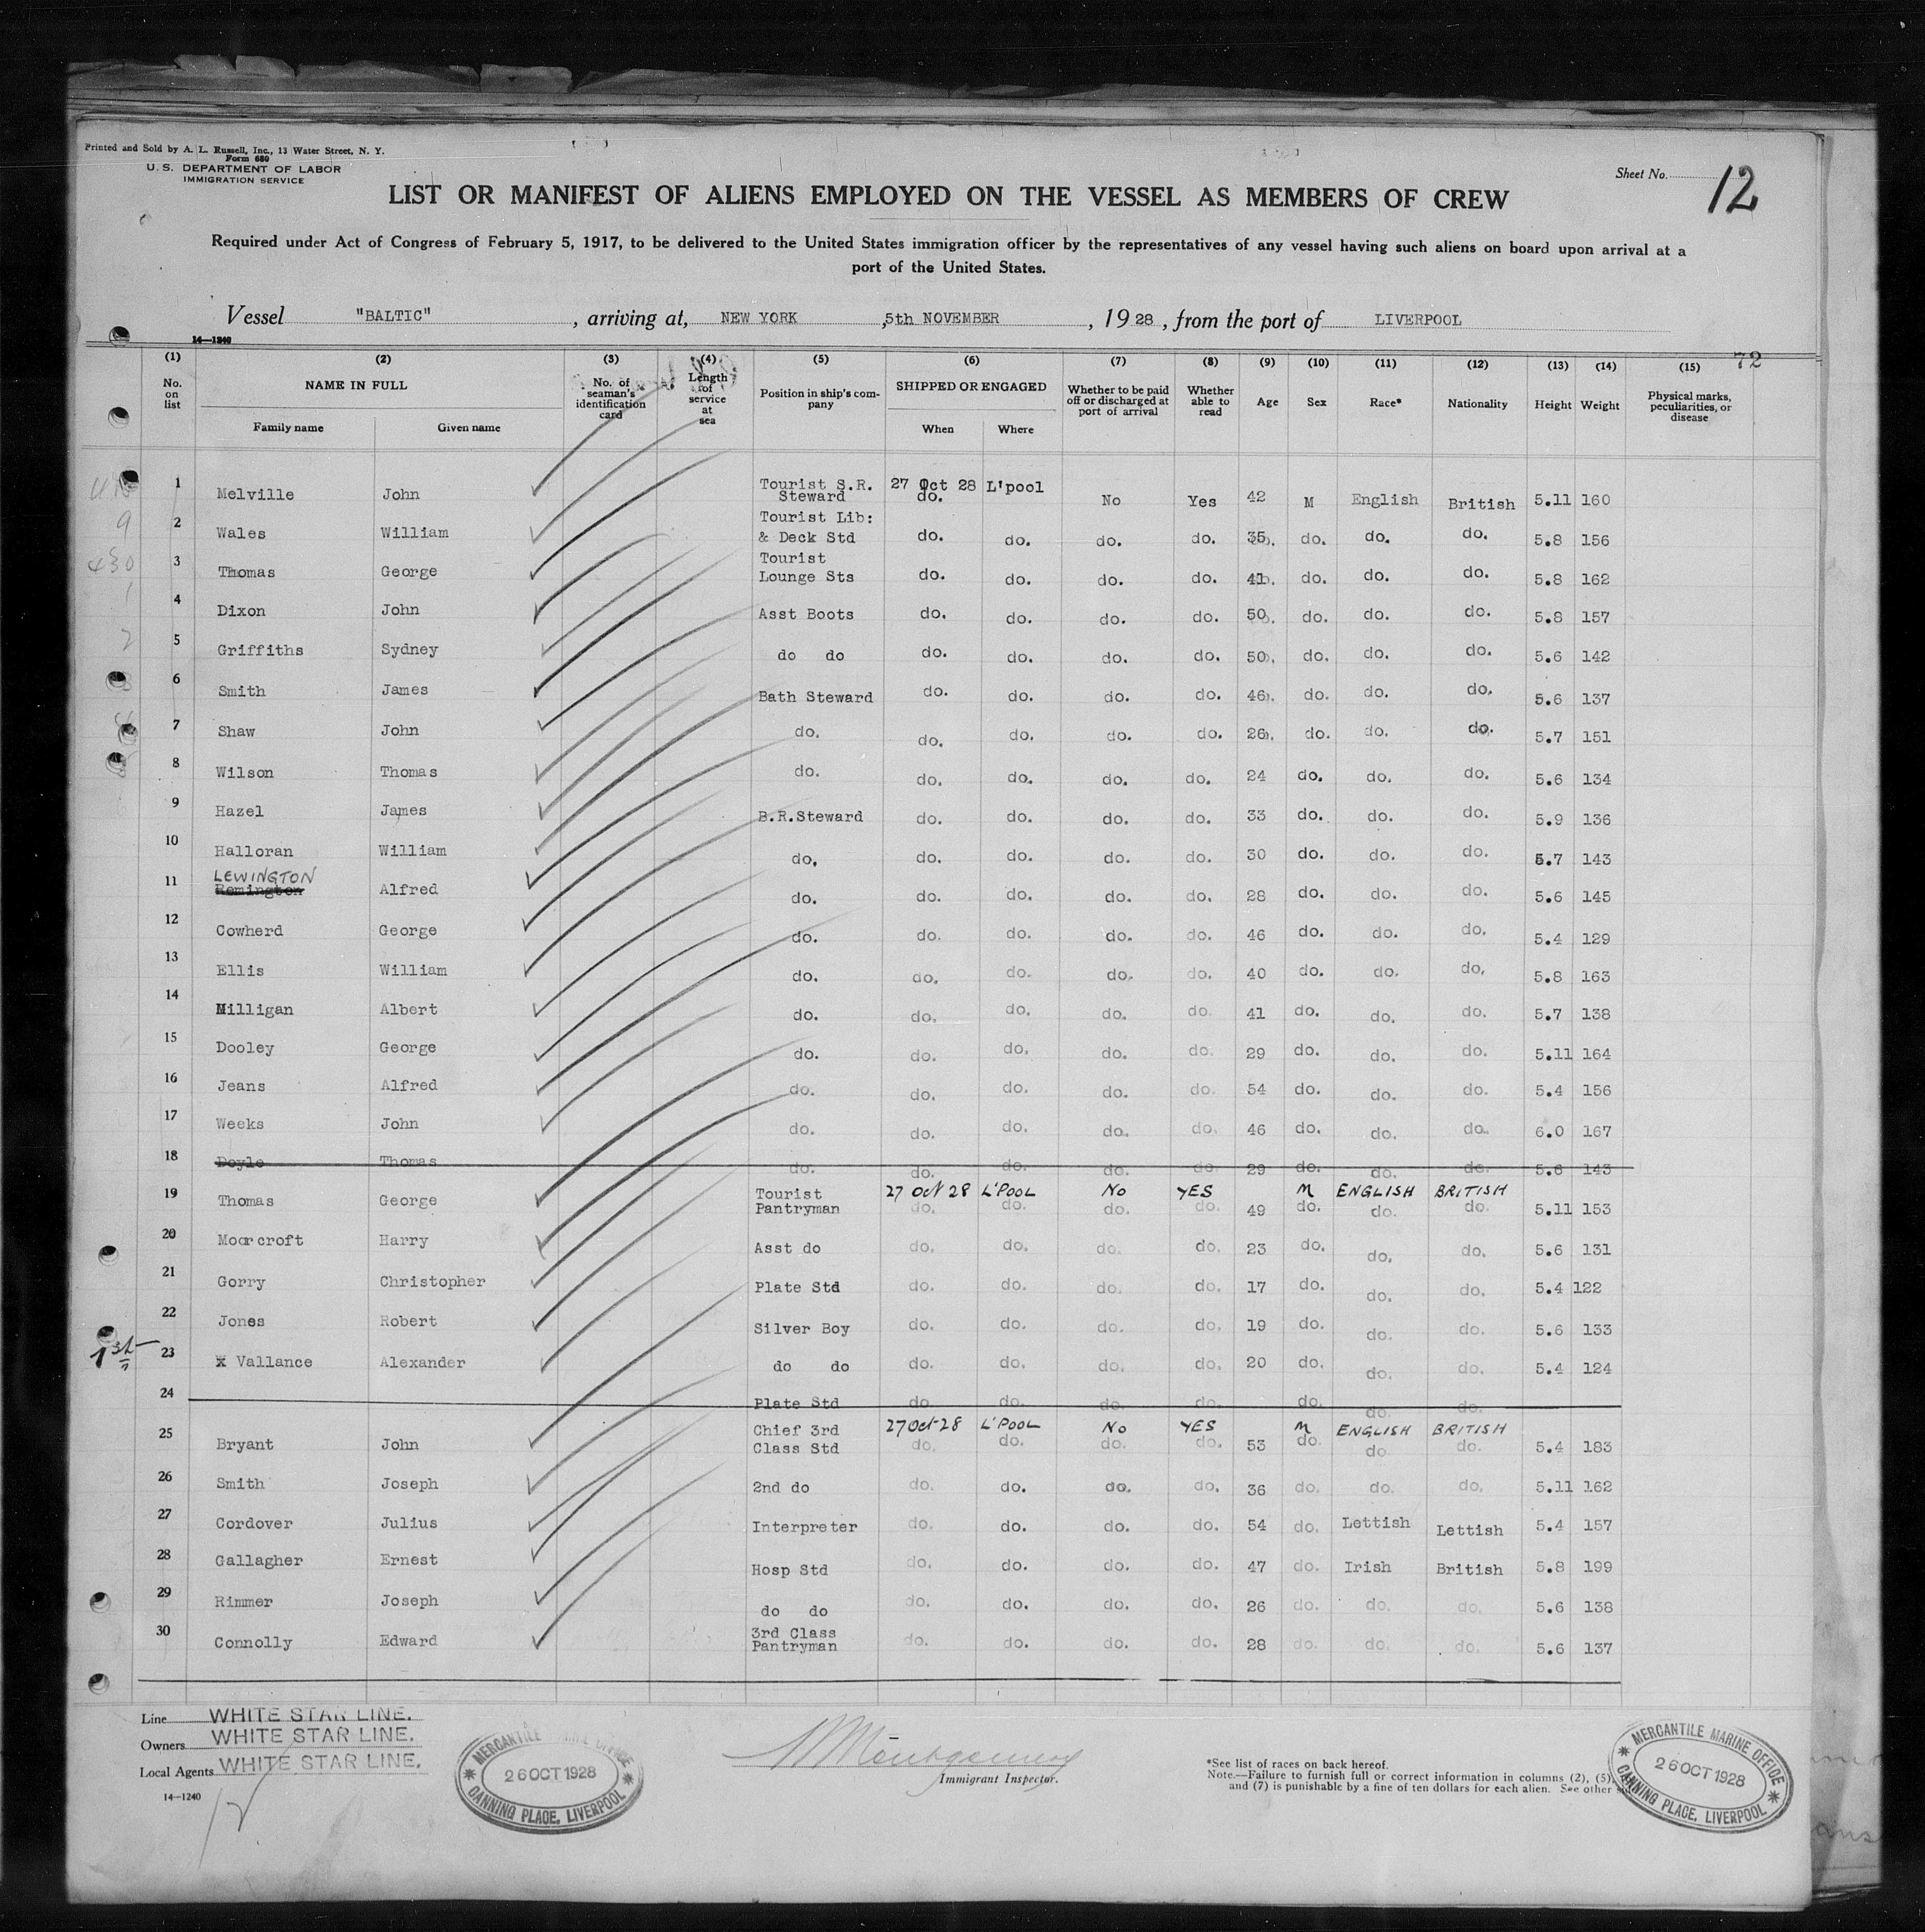 Printed and Sold by A. L. Russell, Inc., 13 Water Street, N. Y.
Form 680
U. S. DEPARTMENT OF LABOR
IMMIGRATION SERVICE
Sheet No. 12
LIST OR MANIFEST OF ALIENS EMPLOYED ON THE VESSEL AS MEMBERS OF CREW
Required under Act of Congress of February 5, 1917, to be delivered to the United States immigration officer by the representatives of any vessel having such aliens on board upon arrival at a
port of the United States.
Vessel "BALTIC", arriving at, NEW YORK, 5th NOVEMBER, 1928, from the port of LIVERPOOL
14—1240
72
(1) (2) (3) (4) (5) (6) (7) (8) (9) (10) (11) (12) (13) (14) (15)
No. on list NAME IN FULL Family name Given name No. of seaman's identification card Length of service at sea Position in ship's company SHIPPED OR ENGAGED When Where Whether to be paid off or discharged at port of arrival Whether able to read Age Sex Race* Nationality Height Weight Physical marks, peculiarities, or disease
1 Melville John Tourist S.R. Steward 27 Oct 28 do. L'pool No Yes 42 M English British 5.11 160
2 Wales William Tourist Lib: & Deck Std do. do. do. do. 35 do. do. do. 5.8 156
3 Thomas George Tourist Lounge Sts do. do. do. do. 41 do. do. do. 5.8 162
4 Dixon John Asst Boots do. do. do. do. 50 do. do. do. 5.8 157
5 Griffiths Sydney do do do. do. do. do. 50 do. do. do. 5.6 142
6 Smith James Bath Steward do. do. do. do. 46 do. do. do. 5.6 137
7 Shaw John do. do. do. do. do. 26 do. do. do. 5.7 151
8 Wilson Thomas do. do. do. do. do. 24 do. do. do. 5.6 134
9 Hazel James B.R.Steward do. do. do. do. 33 do. do. do. 5.9 136
10 Halloran William do. do. do. do. do. 30 do. do. do. 5.7 143
LEWINGTON
11 Remington Alfred do. do. do. do. do. 28 do. do. do. 5.6 145
12 Cowherd George do. do. do. do. do. 46 do. do. do. 5.4 129
13 Ellis William do. do. do. do. do. 40 do. do. do. 5.8 163
14 Milligan Albert do. do. do. do. do. 41 do. do. do. 5.7 138
15 Dooley George do. do. do. do. do. 29 do. do. do. 5.11 164
16 Jeans Alfred do. do. do. do. do. 54 do. do. do. 5.4 156
17 Weeks John do. do. do. do. do. 46 do. do. do. 6.0 167
18 Doyle Thomas do. do. do. do. do. 29 do. do. do. 5.6 143
27 Oct 28 L'POOL No YES M ENGLISH BRITISH
19 Thomas George Tourist Pantryman do. do. do. do. 49 do. do. do. 5.11 153
20 Moorcroft Harry Asst do do. do. do. do. 23 do. do. do. 5.6 131
21 Gorry Christopher Plate Std do. do. do. do. 17 do. do. do. 5.4 122
22 Jones Robert Silver Boy do. do. do. do. 19 do. do. do. 5.6 133
1st 23 X Vallance Alexander do do do. do. do. do. 20 do. do. do. 5.4 124
24 Plate Std do. do. do. do. do. do. do.
27 Oct 28 L'POOL No YES M ENGLISH BRITISH
25 Bryant John Chief 3rd Class Std do. do. do. do. 53 do. do do. 5.4 183
26 Smith Joseph 2nd do do. do. do. do. 36 do. do. do. 5.11 162
27 Cordover Julius Interpreter do. do. do. do. 54 do. Lettish Lettish 5.4 157
28 Gallagher Ernest Hosp Std do. do. do. do. 47 do. Irish British 5.8 199
29 Rimmer Joseph do do do. do. do. do. 26 do. do. do. 5.6 138
30 Connolly Edward 3rd Class Pantryman do. do. do. do. 28 do. do. do. 5.6 137
Line WHITE STAR LINE.
Owners WHITE STAR LINE.
Local Agents WHITE STAR LINE.
14—1240
MERCANTILE MARINE OFFICE
26 OCT 1928
CANNING PLACE, LIVERPOOL
Montgomery
Immigrant Inspector.
*See list of races on back hereof.
Note.—Failure to furnish full or correct information in columns (2), (5),
and (7) is punishable by a fine of ten dollars for each alien. See other
MERCANTILE MARINE OFFICE
26 OCT 1928
CANNING PLACE, LIVERPOOL